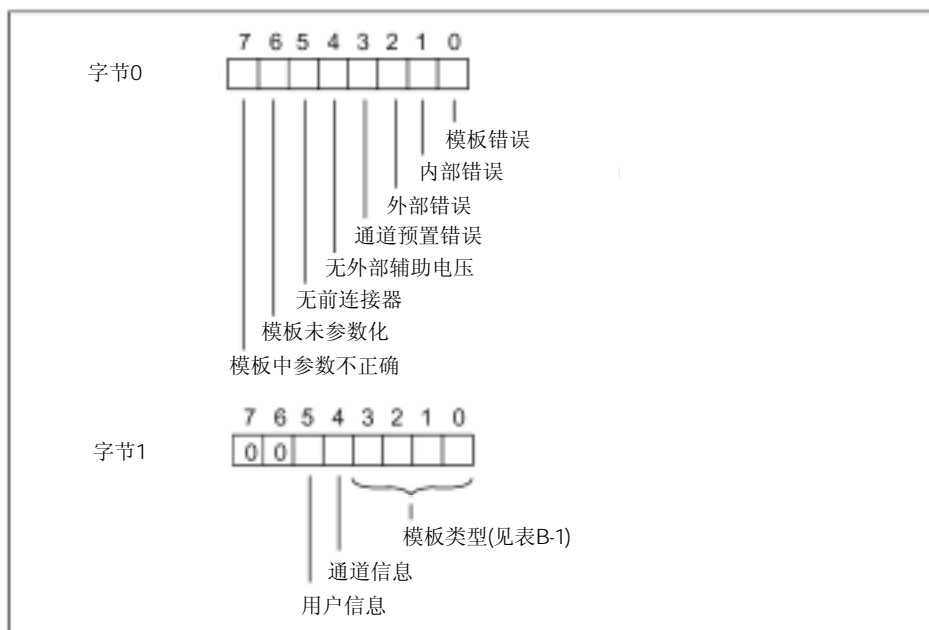 7 6 5 4 3 2 1 0
字节0
模板错误
内部错误
外部错误
通道预置错误
无外部辅助电压
无前连接器
模板未参数化
模板中参数不正确
7 6 5 4 3 2 1 0
字节1
0 0
模板类型(见表B-1)
通道信息
用户信息